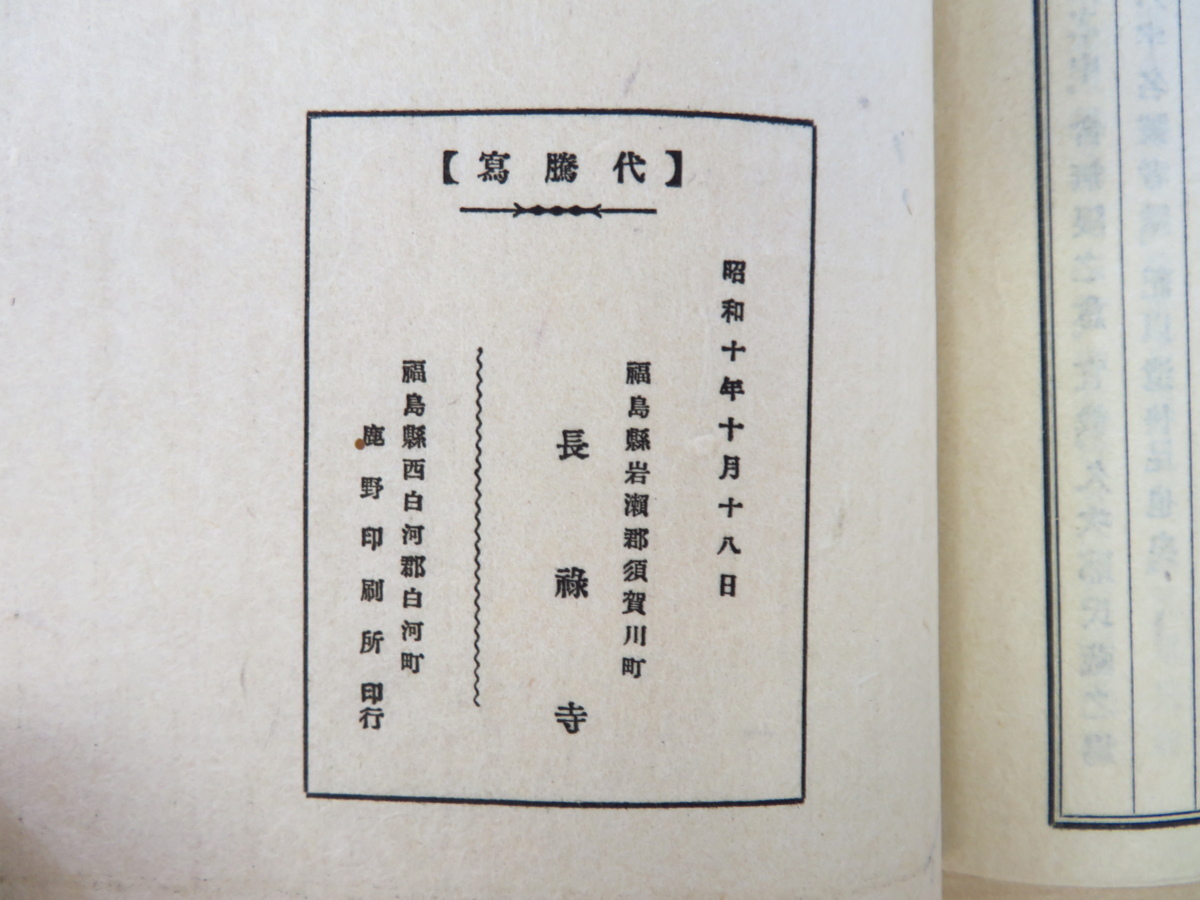 【寫謄代】
昭和十年十月十八日
福島縣岩瀬郡須賀川町
長祿寺
福島縣西白河郡白河町
鹿野印刷所印行